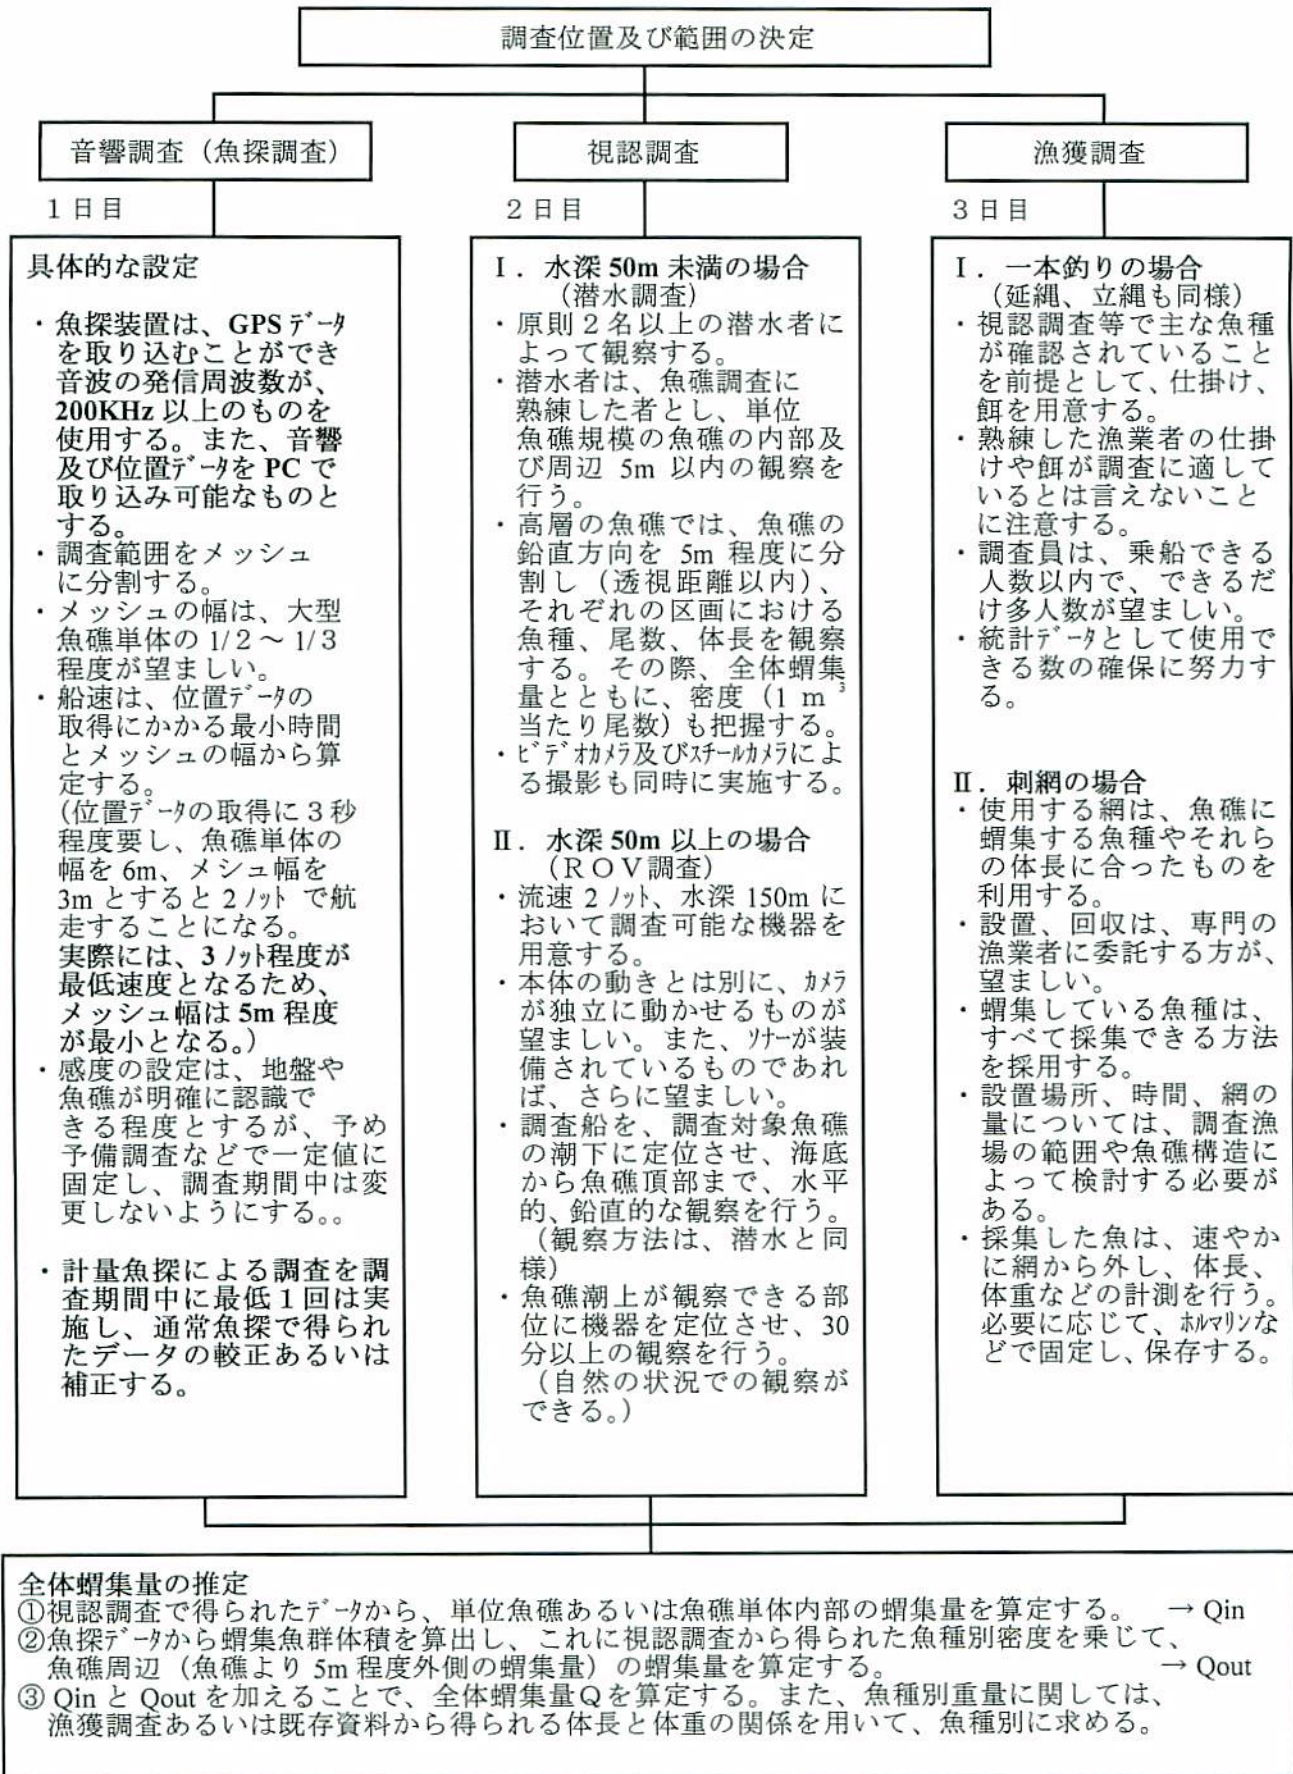 調査位置及び範囲の決定
音響調査（魚探調査）
1日目
具体的な設定
・魚探装置は、GPSデータ
を取り込むことができ
音波の発信周波数が、
200KHz以上のものを
使用する。また、音響
及び位置データをPCで
取り込み可能なものと
する。
・調査範囲をメッシュ
に分割する。
・メッシュの幅は、大型
魚礁単体の1/2～1/3
程度が望ましい。
・船速は、位置データの
取得にかかる最小時間
とメッシュの幅から算
定する。
(位置データの取得に3秒
程度要し、魚礁単体の
幅を6m、メシュ幅を
3mとすると2ノットで航
走することになる。
実際には、3ノット程度が
最低速度となるため、
メッシュ幅は5m程度
が最小となる。)
・感度の設定は、地盤や
魚礁が明確に認識で
きる程度とするが、予め
予備調査などで一定値に
固定し、調査期間中は変
更しないようにする。。
・計量魚探による調査を調
査期間中に最低1回は実
施し、通常魚探で得られ
たデータの較正あるいは
補正する。
視認調査
2日目
Ⅰ．水深50m未満の場合
（潜水調査）
・原則2名以上の潜水者に
よって観察する。
・潜水者は、魚礁調査に
熟練した者とし、単位
魚礁規模の魚礁の内部及
び周辺5m以内の観察を
行う。
・高層の魚礁では、魚礁の
鉛直方向を5m程度に分
割し（透視距離以内）、
それぞれの区画における
魚種、尾数、体長を観察
する。その際、全体蝟集
量とともに、密度（1m³
当たり尾数）も把握する。
・ビデオカメラ及びスチールカメラによ
る撮影も同時に実施する。
Ⅱ．水深50m以上の場合
（ＲＯＶ調査）
・流速2ノット、水深150mに
おいて調査可能な機器を
用意する。
・本体の動きとは別に、カメラ
が独立に動かせるものが
望ましい。また、ソナーが装
備されているものであれ
ば、さらに望ましい。
・調査船を、調査対象魚礁
の潮下に定位させ、海底
から魚礁頂部まで、水平
的、鉛直的な観察を行う。
（観察方法は、潜水と同
様）
・魚礁潮上が観察できる部
位に機器を定位させ、30
分以上の観察を行う。
（自然の状況での観察が
できる。）
漁獲調査
3日目
Ⅰ．一本釣りの場合
（延縄、立縄も同様）
・視認調査等で主な魚種
が確認されていること
を前提として、仕掛け、
餌を用意する。
・熟練した漁業者の仕掛
けや餌が調査に適して
いるとは言えないこと
に注意する。
・調査員は、乗船できる
人数以内で、できるだ
け多人数が望ましい。
・統計データとして使用で
きる数の確保に努力す
る。
Ⅱ．刺網の場合
・使用する網は、魚礁に
蝟集する魚種やそれら
の体長に合ったものを
利用する。
・設置、回収は、専門の
漁業者に委託する方が、
望ましい。
・蝟集している魚種は、
すべて採集できる方法
を採用する。
・設置場所、時間、網の
量については、調査漁
場の範囲や魚礁構造に
よって検討する必要が
ある。
・採集した魚は、速やか
に網から外し、体長、
体重などの計測を行う。
必要に応じて、ホルマリンな
どで固定し、保存する。
全体蝟集量の推定
①視認調査で得られたデータから、単位魚礁あるいは魚礁単体内部の蝟集量を算定する。 → Qin
②魚探データから蝟集魚群体積を算出し、これに視認調査から得られた魚種別密度を乗じて、
魚礁周辺（魚礁より5m程度外側の蝟集量）の蝟集量を算定する。 → Qout
③QinとQoutを加えることで、全体蝟集量Ｑを算定する。また、魚種別重量に関しては、
漁獲調査あるいは既存資料から得られる体長と体重の関係を用いて、魚種別に求める。